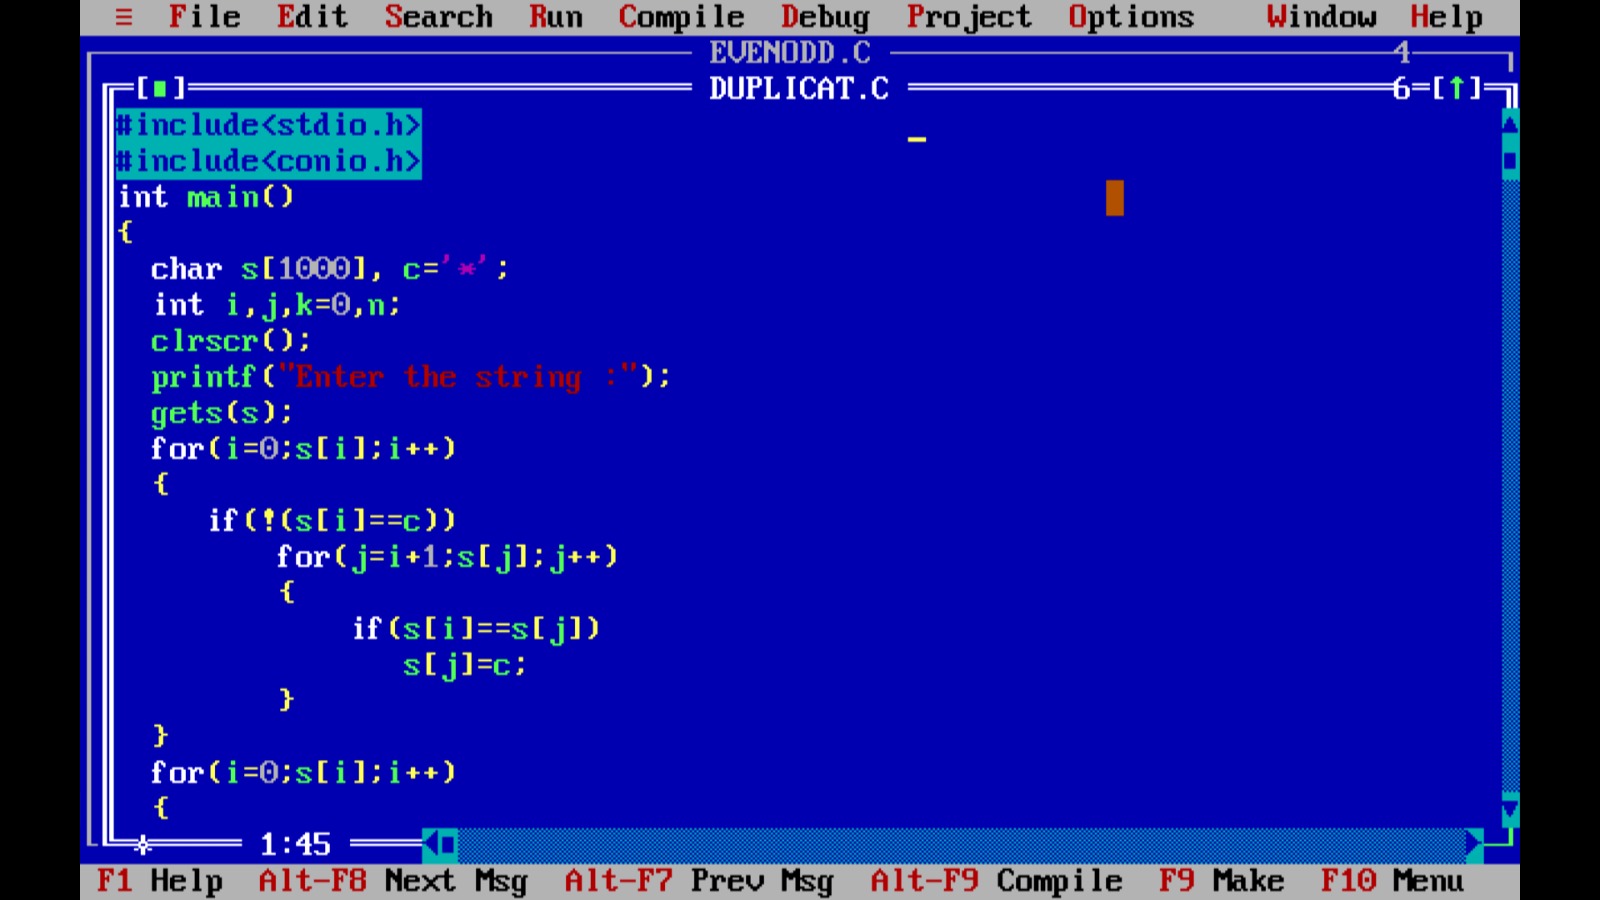 ≡ File Edit Search Run Compile Debug Project Options Window Help
EVENODD.C 4
[■] DUPLICAT.C 6=[↑]
#include<stdio.h>
#include<conio.h>
int main()
{
char s[1000], c='*';
int i,j,k=0,n;
clrscr();
printf("Enter the string :");
gets(s);
for(i=0;s[i];i++)
{
if(!(s[i]==c))
for(j=i+1;s[j];j++)
{
if(s[i]==s[j])
s[j]=c;
}
}
for(i=0;s[i];i++)
{
1:45
F1 Help Alt-F8 Next Msg Alt-F7 Prev Msg Alt-F9 Compile F9 Make F10 Menu